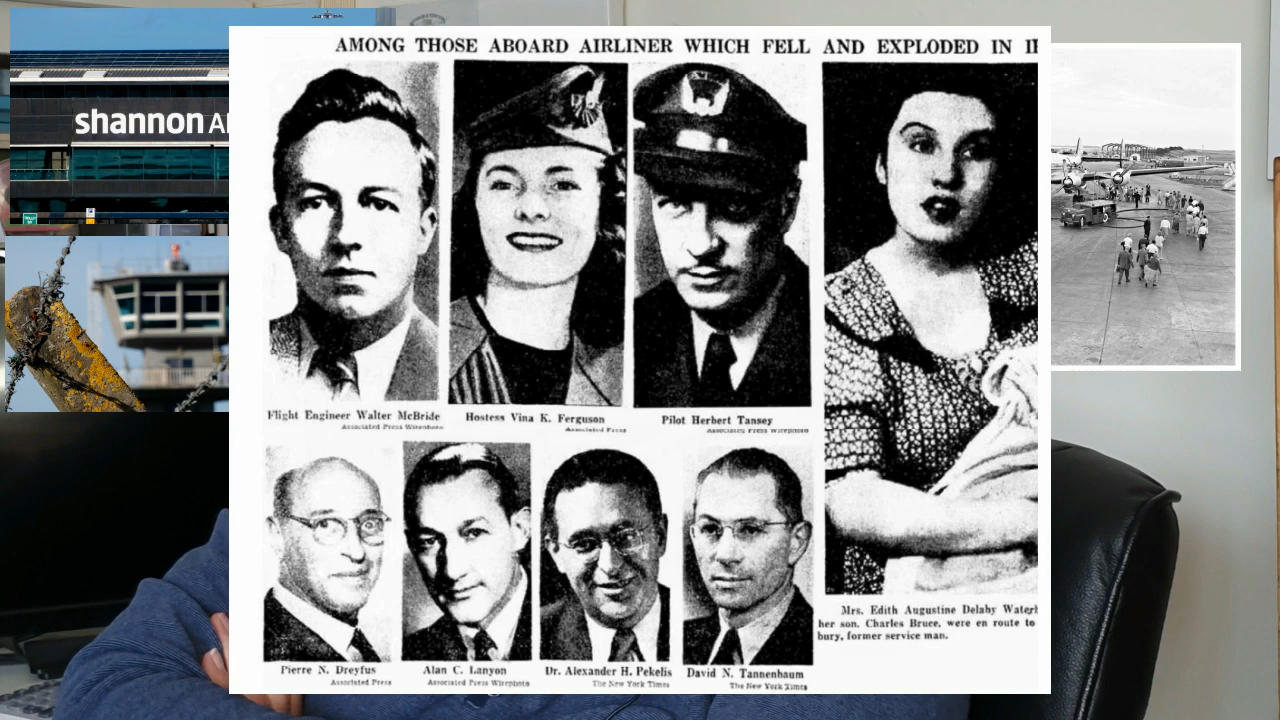 shannon
AMONG THOSE ABOARD AIRLINER WHICH FELL AND EXPLODED IN
Flight Engineer Walter McBride
Associated Press Wirephoto
Hostess Vina K. Ferguson
Associated Press
Pilot Herbert Tansey
Associated Press Wirephoto
Pierre N. Dreyfus
Associated Press
Alan C. Lanyon
Associated Press Wirephoto
Dr. Alexander H. Pekelis
The New York Times
David N. Tannenbaum
The New York Times
Mrs. Edith Augustine Delaby
her son. Charles Bruce, were en route to
bury, former service man.